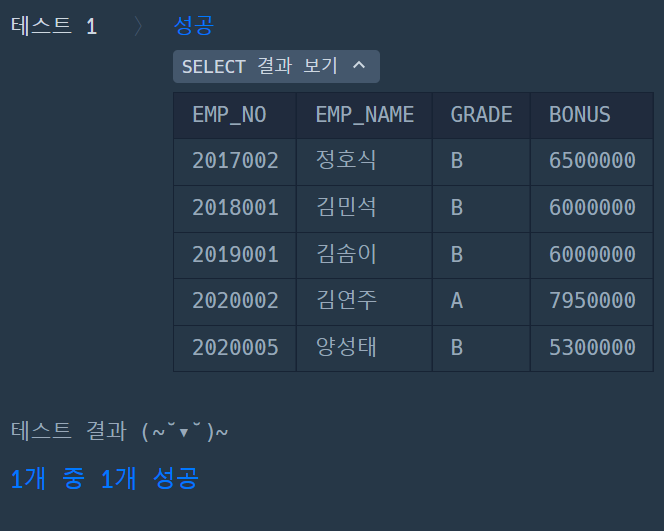 테스트 1 〉 성공
SELECT 결과 보기 ^
EMP_NO EMP_NAME GRADE BONUS
2017002 정호식 B 6500000
2018001 김민석 B 6000000
2019001 김솜이 B 6000000
2020002 김연주 A 7950000
2020005 양성태 B 5300000
테스트 결과 (~˘▾˘)~
1개 중 1개 성공